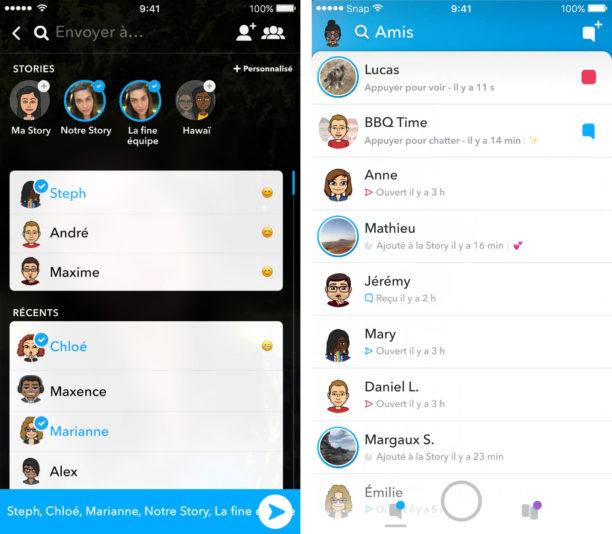 9:41
100%
Envoyer à...
STORIES
+ Personnalisé
Ma Story
Notre Story
La fine
équipe
Hawaï
Steph
André
Maxime
RÉCENTS
Chloé
Maxence
Marianne
Alex
Steph, Chloé, Marianne, Notre Story, La fine
Snap
9:41
100%
Amis
Lucas
Appuyer pour voir - il y a 11 s
BBQ Time
Appuyer pour chatter - il y a 14 min
Anne
Ouvert il y a 3 h
Mathieu
Ajouté à la Story il y a 16 min
Jérémy
Reçu il y a 2 h
Mary
Ouvert il y a 3 h
Daniel L.
Ouvert il y a 3 h
Margaux S.
Ajouté à la Story il y a 23 min
Émilie
Ouvert il y a 5